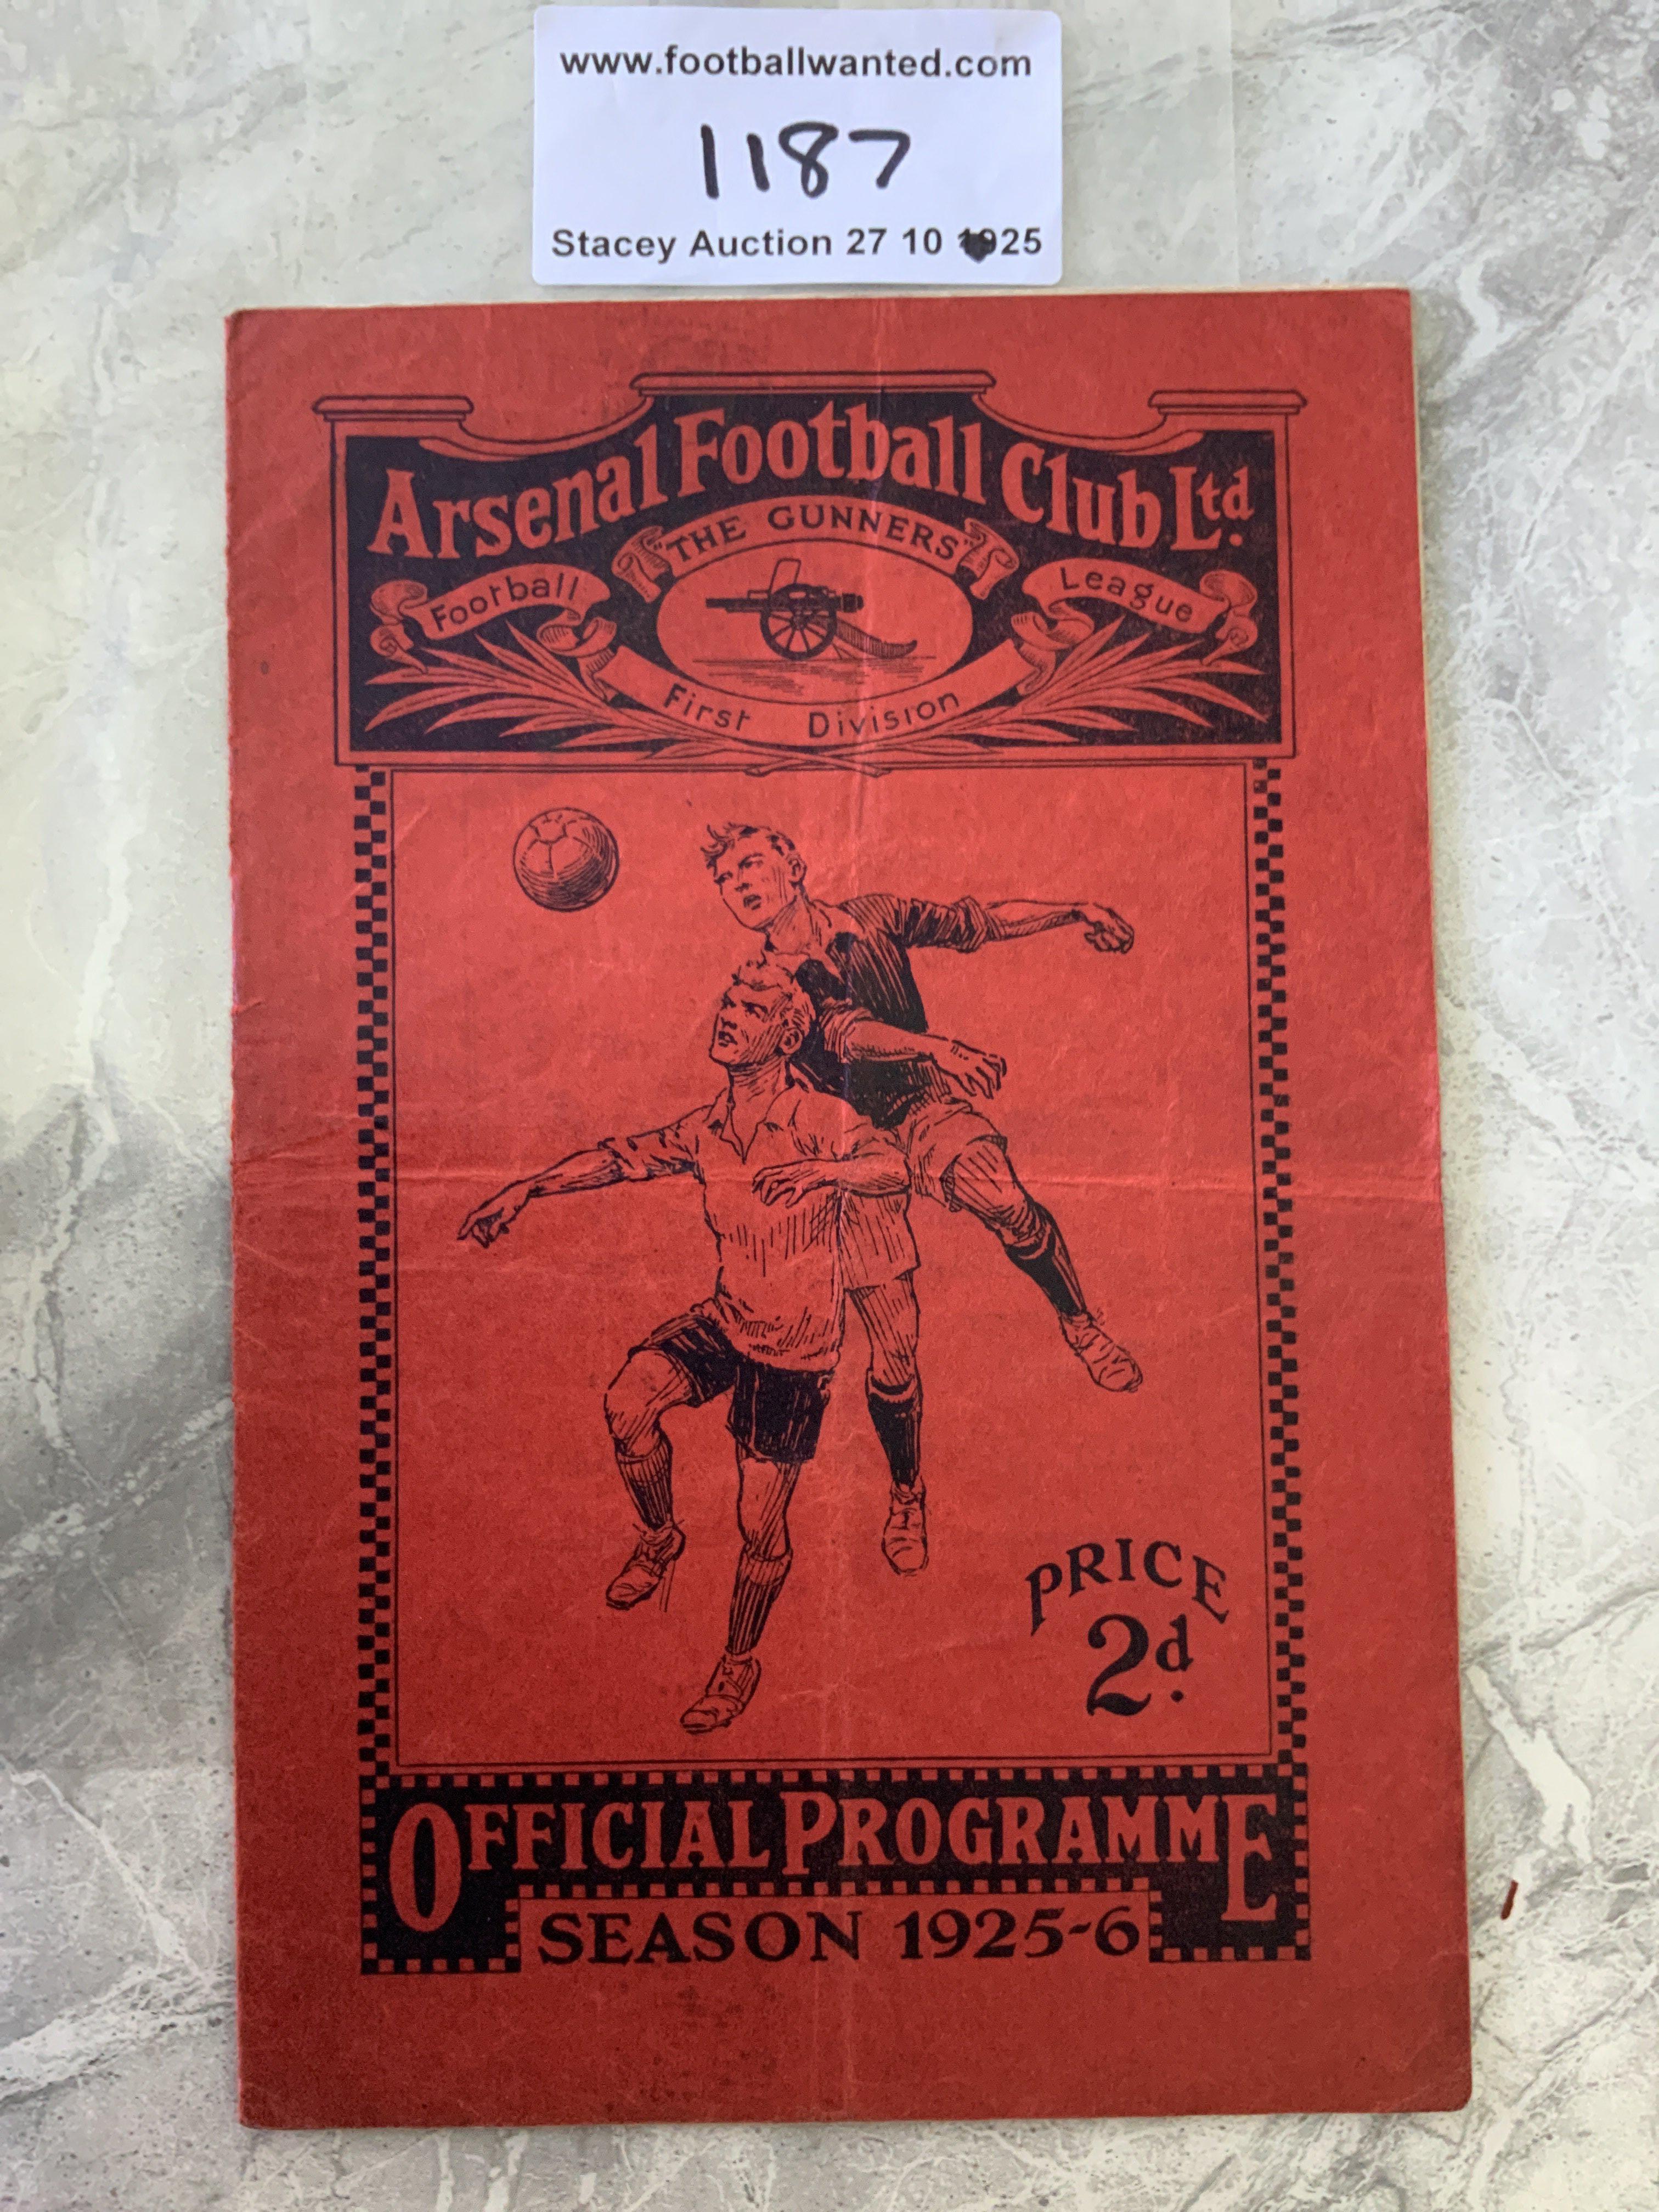 www.footballwanted.com
1187
Stacey Auction 27 10 1925
Arsenal Football Club Ltd.
"THE GUNNERS"
Football League
First Division
PRICE
2d.
OFFICIAL PROGRAMME
SEASON 1925-6